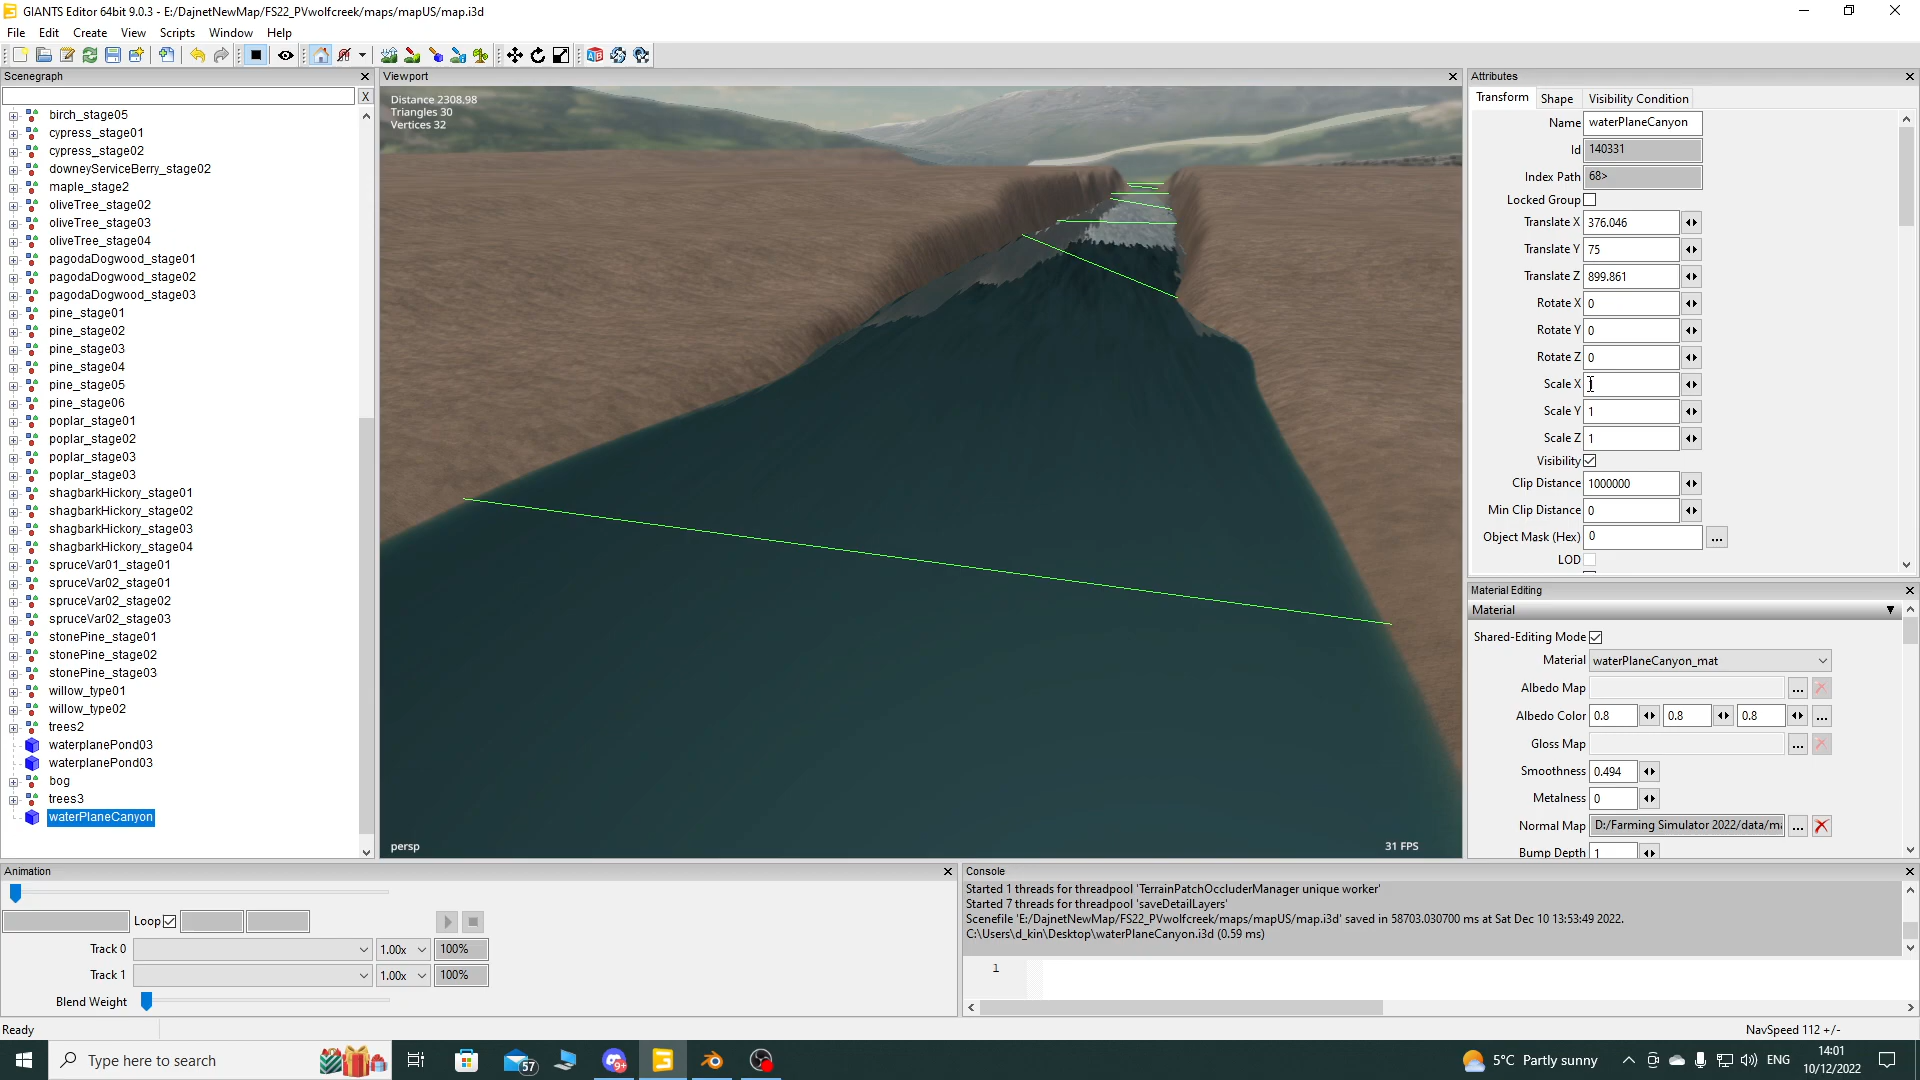 GIANTS Editor 64bit 9.0.3 - E:/DajnetNewMap/FS22_PVwolfcreek/maps/mapUS/map.i3d
File Edit Create View Scripts Window Help
Scenegraph
X
birch_stage05
cypress_stage01
cypress_stage02
downeyServiceBerry_stage02
maple_stage2
oliveTree_stage02
oliveTree_stage03
oliveTree_stage04
pagodaDogwood_stage01
pagodaDogwood_stage02
pagodaDogwood_stage03
pine_stage01
pine_stage02
pine_stage03
pine_stage04
pine_stage05
pine_stage06
poplar_stage01
poplar_stage02
poplar_stage03
poplar_stage03
shagbarkHickory_stage01
shagbarkHickory_stage02
shagbarkHickory_stage03
shagbarkHickory_stage04
spruceVar01_stage01
spruceVar02_stage01
spruceVar02_stage02
spruceVar02_stage03
stonePine_stage01
stonePine_stage02
stonePine_stage03
willow_type01
willow_type02
trees2
waterplanePond03
waterplanePond03
bog
trees3
waterPlaneCanyon
Viewport
Distance 2308.98
Triangles 30
Vertices 32
persp
31 FPS
Attributes
Transform Shape Visibility Condition
Name waterPlaneCanyon
Id 140331
Index Path 68>
Locked Group
Translate X 376.046
Translate Y 75
Translate Z 899.861
Rotate X 0
Rotate Y 0
Rotate Z 0
Scale X
Scale Y 1
Scale Z 1
Visibility
Clip Distance 1000000
Min Clip Distance 0
Object Mask (Hex) 0 ...
LOD
Material Editing
Material
Shared-Editing Mode
Material waterPlaneCanyon_mat
Albedo Map ...
Albedo Color 0.8 0.8 0.8 ...
Gloss Map ...
Smoothness 0.494
Metalness 0
Normal Map D:/Farming Simulator 2022/data/ma ...
Bump Depth 1
Animation
Loop
Track 0 1.00x 100%
Track 1 1.00x 100%
Blend Weight
Console
Started 1 threads for threadpool 'TerrainPatchOccluderManager unique worker'
Started 7 threads for threadpool 'saveDetailLayers'
Scenefile 'E:/DajnetNewMap/FS22_PVwolfcreek/maps/mapUS/map.i3d' saved in 58703.030700 ms at Sat Dec 10 13:53:49 2022.
C:\Users\d_kin\Desktop\waterPlaneCanyon.i3d (0.59 ms)
1
Ready
NavSpeed 112 +/-
Type here to search
57
9+
5°C Partly sunny
ENG
14:01
10/12/2022